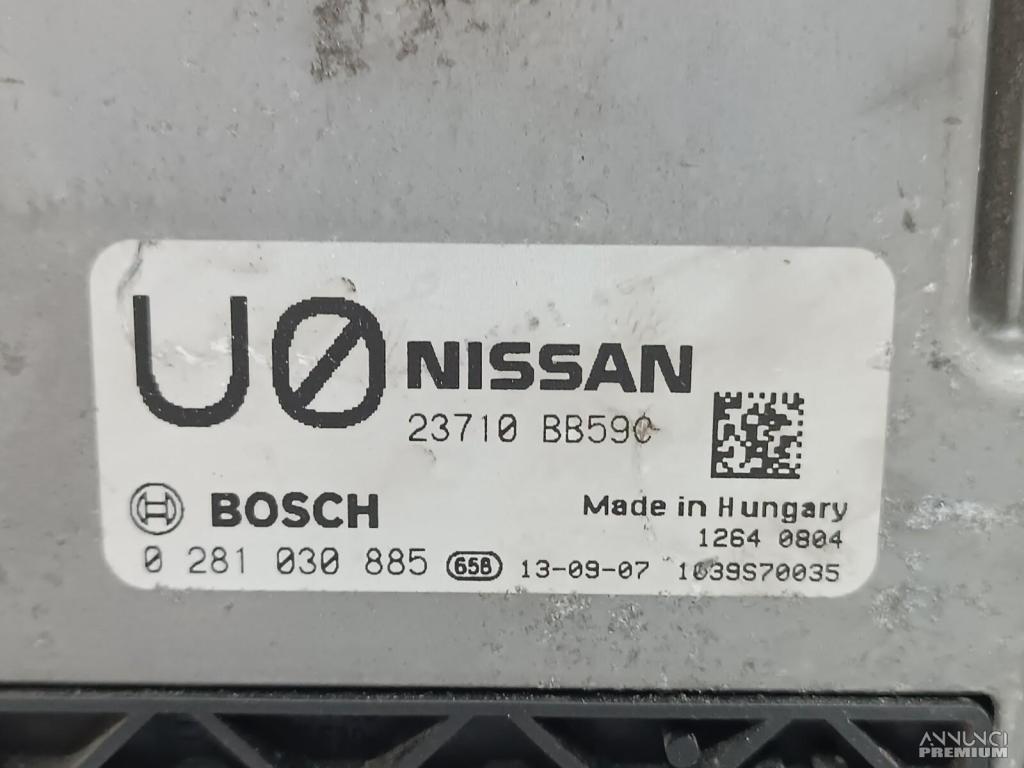 U0 NISSAN
23710 BB59C
BOSCH
Made in Hungary
1264 0804
0 281 030 885 658 13-09-07 1039S70035
ANNUNCI
PREMIUM